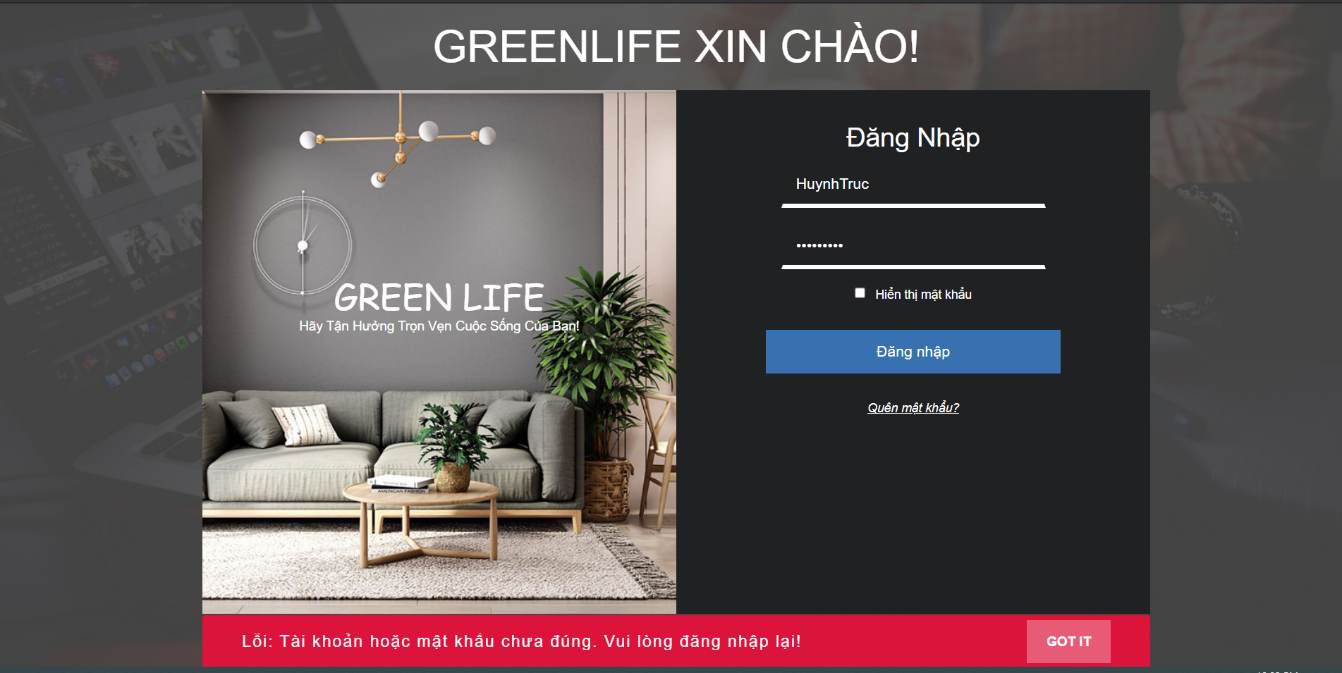 GREENLIFE XIN CHÀO!
GREEN LIFE
Hãy Tận Hưởng Trọn Vẹn Cuộc Sống Của Bạn!
AMERICAN FASHION
Đăng Nhập
HuynhTruc
•••••••••
Hiển thị mật khẩu
Đăng nhập
Quên mật khẩu?
Lỗi: Tài khoản hoặc mật khẩu chưa đúng. Vui lòng đăng nhập lại!
GOT IT